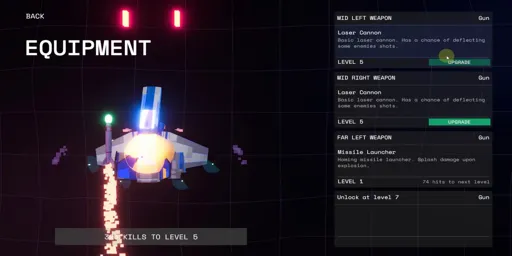 BACK
EQUIPMENT
MID LEFT WEAPON Gun
Laser Cannon
Basic laser cannon. Has a chance of deflecting
some enemies shots.
LEVEL 5 UPGRADE
MID RIGHT WEAPON Gun
Laser Cannon
Basic laser cannon. Has a chance of deflecting
some enemies shots.
LEVEL 5 UPGRADE
FAR LEFT WEAPON Gun
Missile Launcher
Homing missile launcher. Splash damage upon
explosion.
LEVEL 1 74 hits to next level
Unlock at level 7 Gun
KILLS TO LEVEL 5